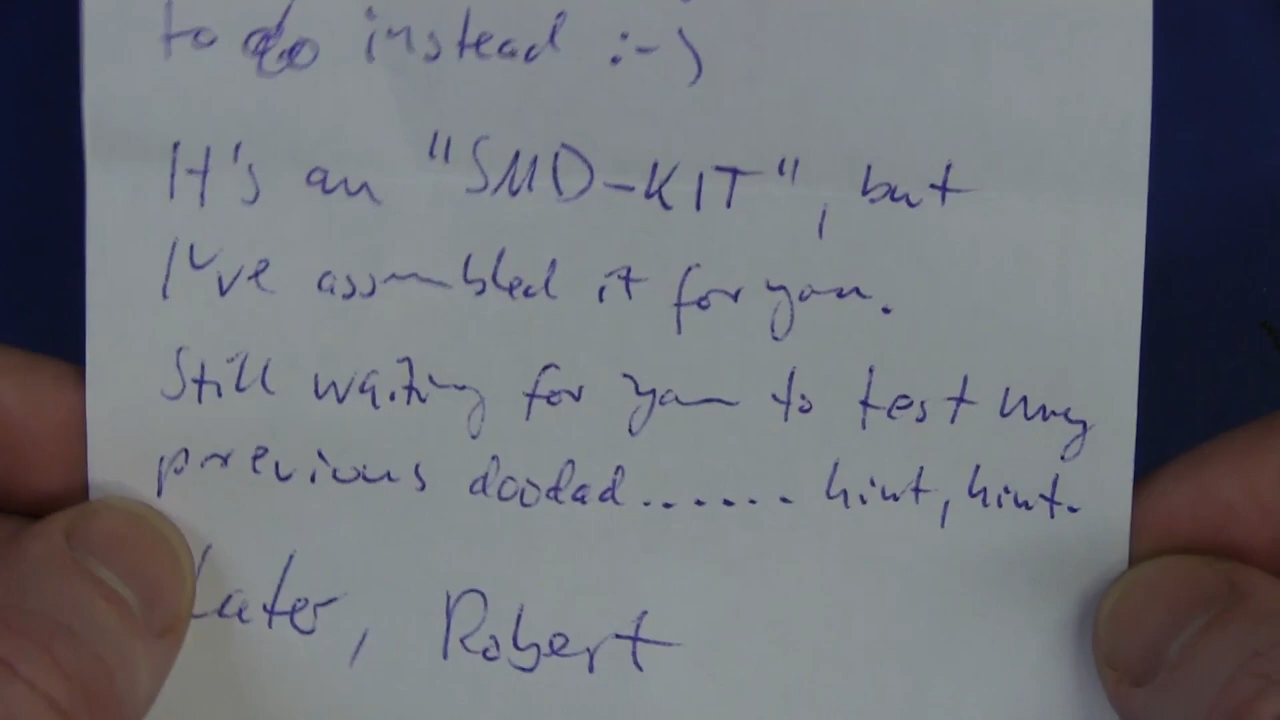 to do instead :-)
It's an "SMD-KIT", but
I've assembled it for you.
Still waiting for you to test my
previous doodad....... hint, hint.
Later, Robert